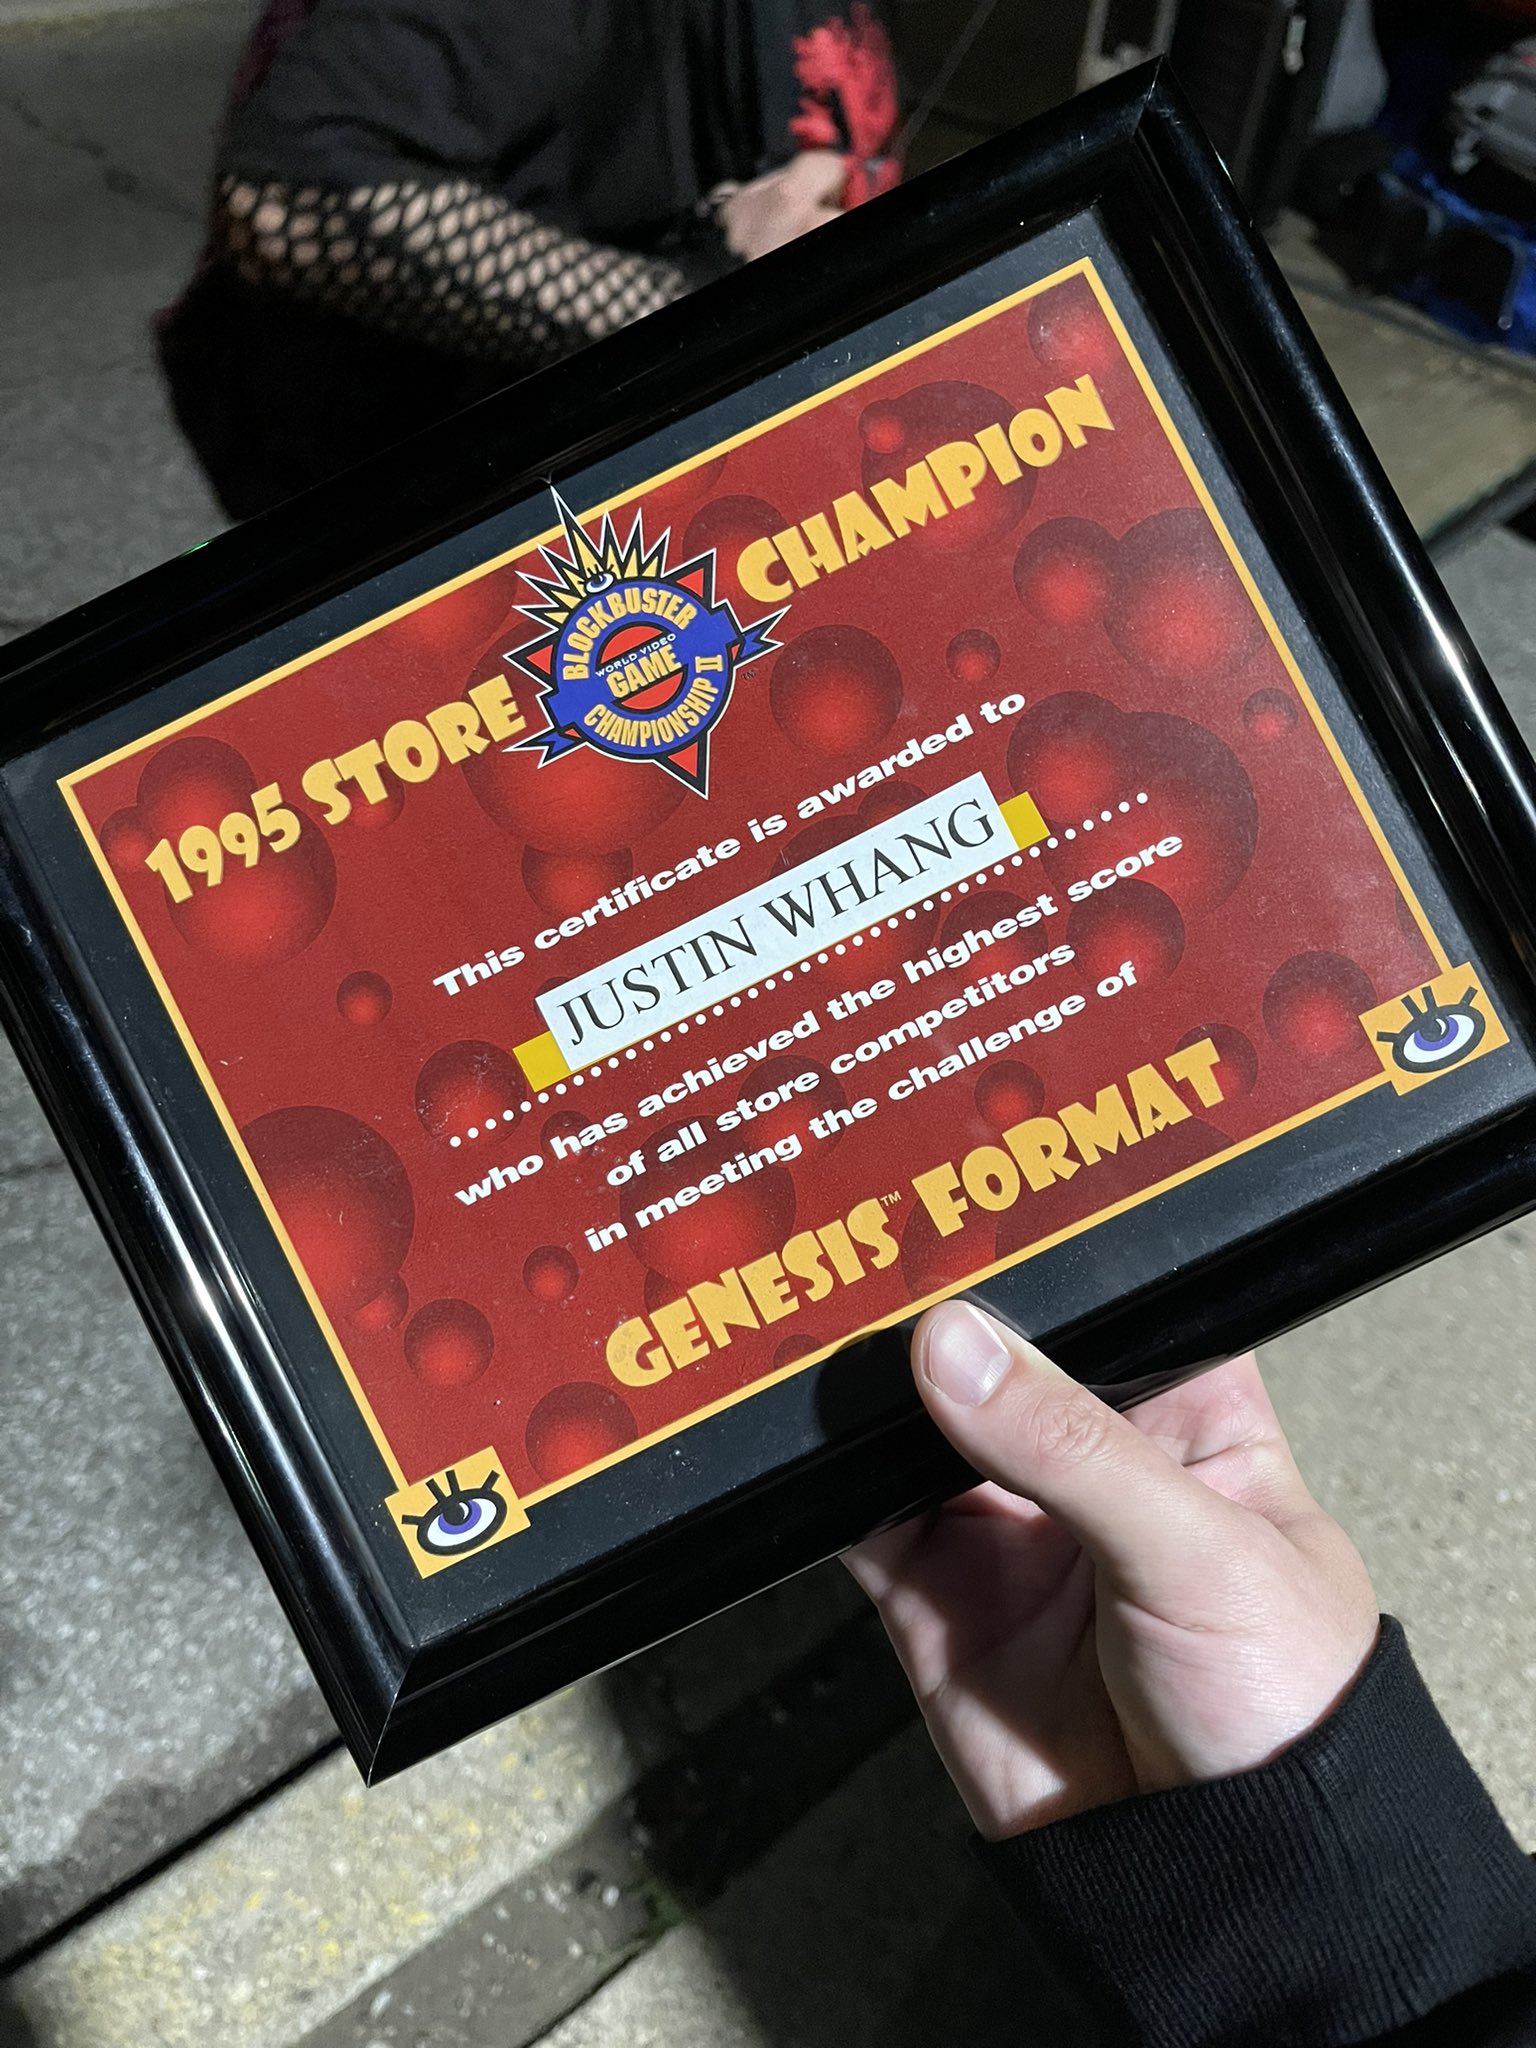 1995 STORE CHAMPION
BLOCKBUSTER
WORLD VIDEO
GAME
CHAMPIONSHIP II
TM
This certificate is awarded to
JUSTIN WHANG
who has achieved the highest score
of all store competitors
in meeting the challenge of
GENESIS™ FORMAT